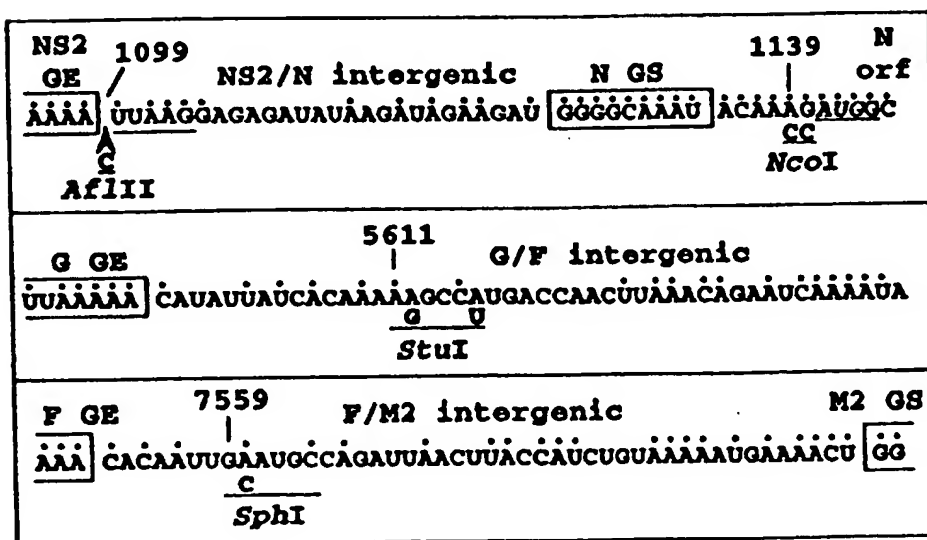 NS2 1099 1139 N
GE NS2/N intergenic N GS orf
AAAA UUAAGGAGAGAUAUAAGAUAGAAGAU GGGGCAAAU ACAAAGAUGGC
C CC
AflII NcoI
5611
G GE G/F intergenic
UUAAAAA CAUAUUAUCACAAAAAGCCAUGACCAACUUAAACAGAAUCAAAAUA
G U
StuI
F GE 7559 F/M2 intergenic M2 GS
AAA CACAAUUGAAUGCCAGAUUAACUUACCAUCUGUAAAAAUGAAAACU GG
C
SphI